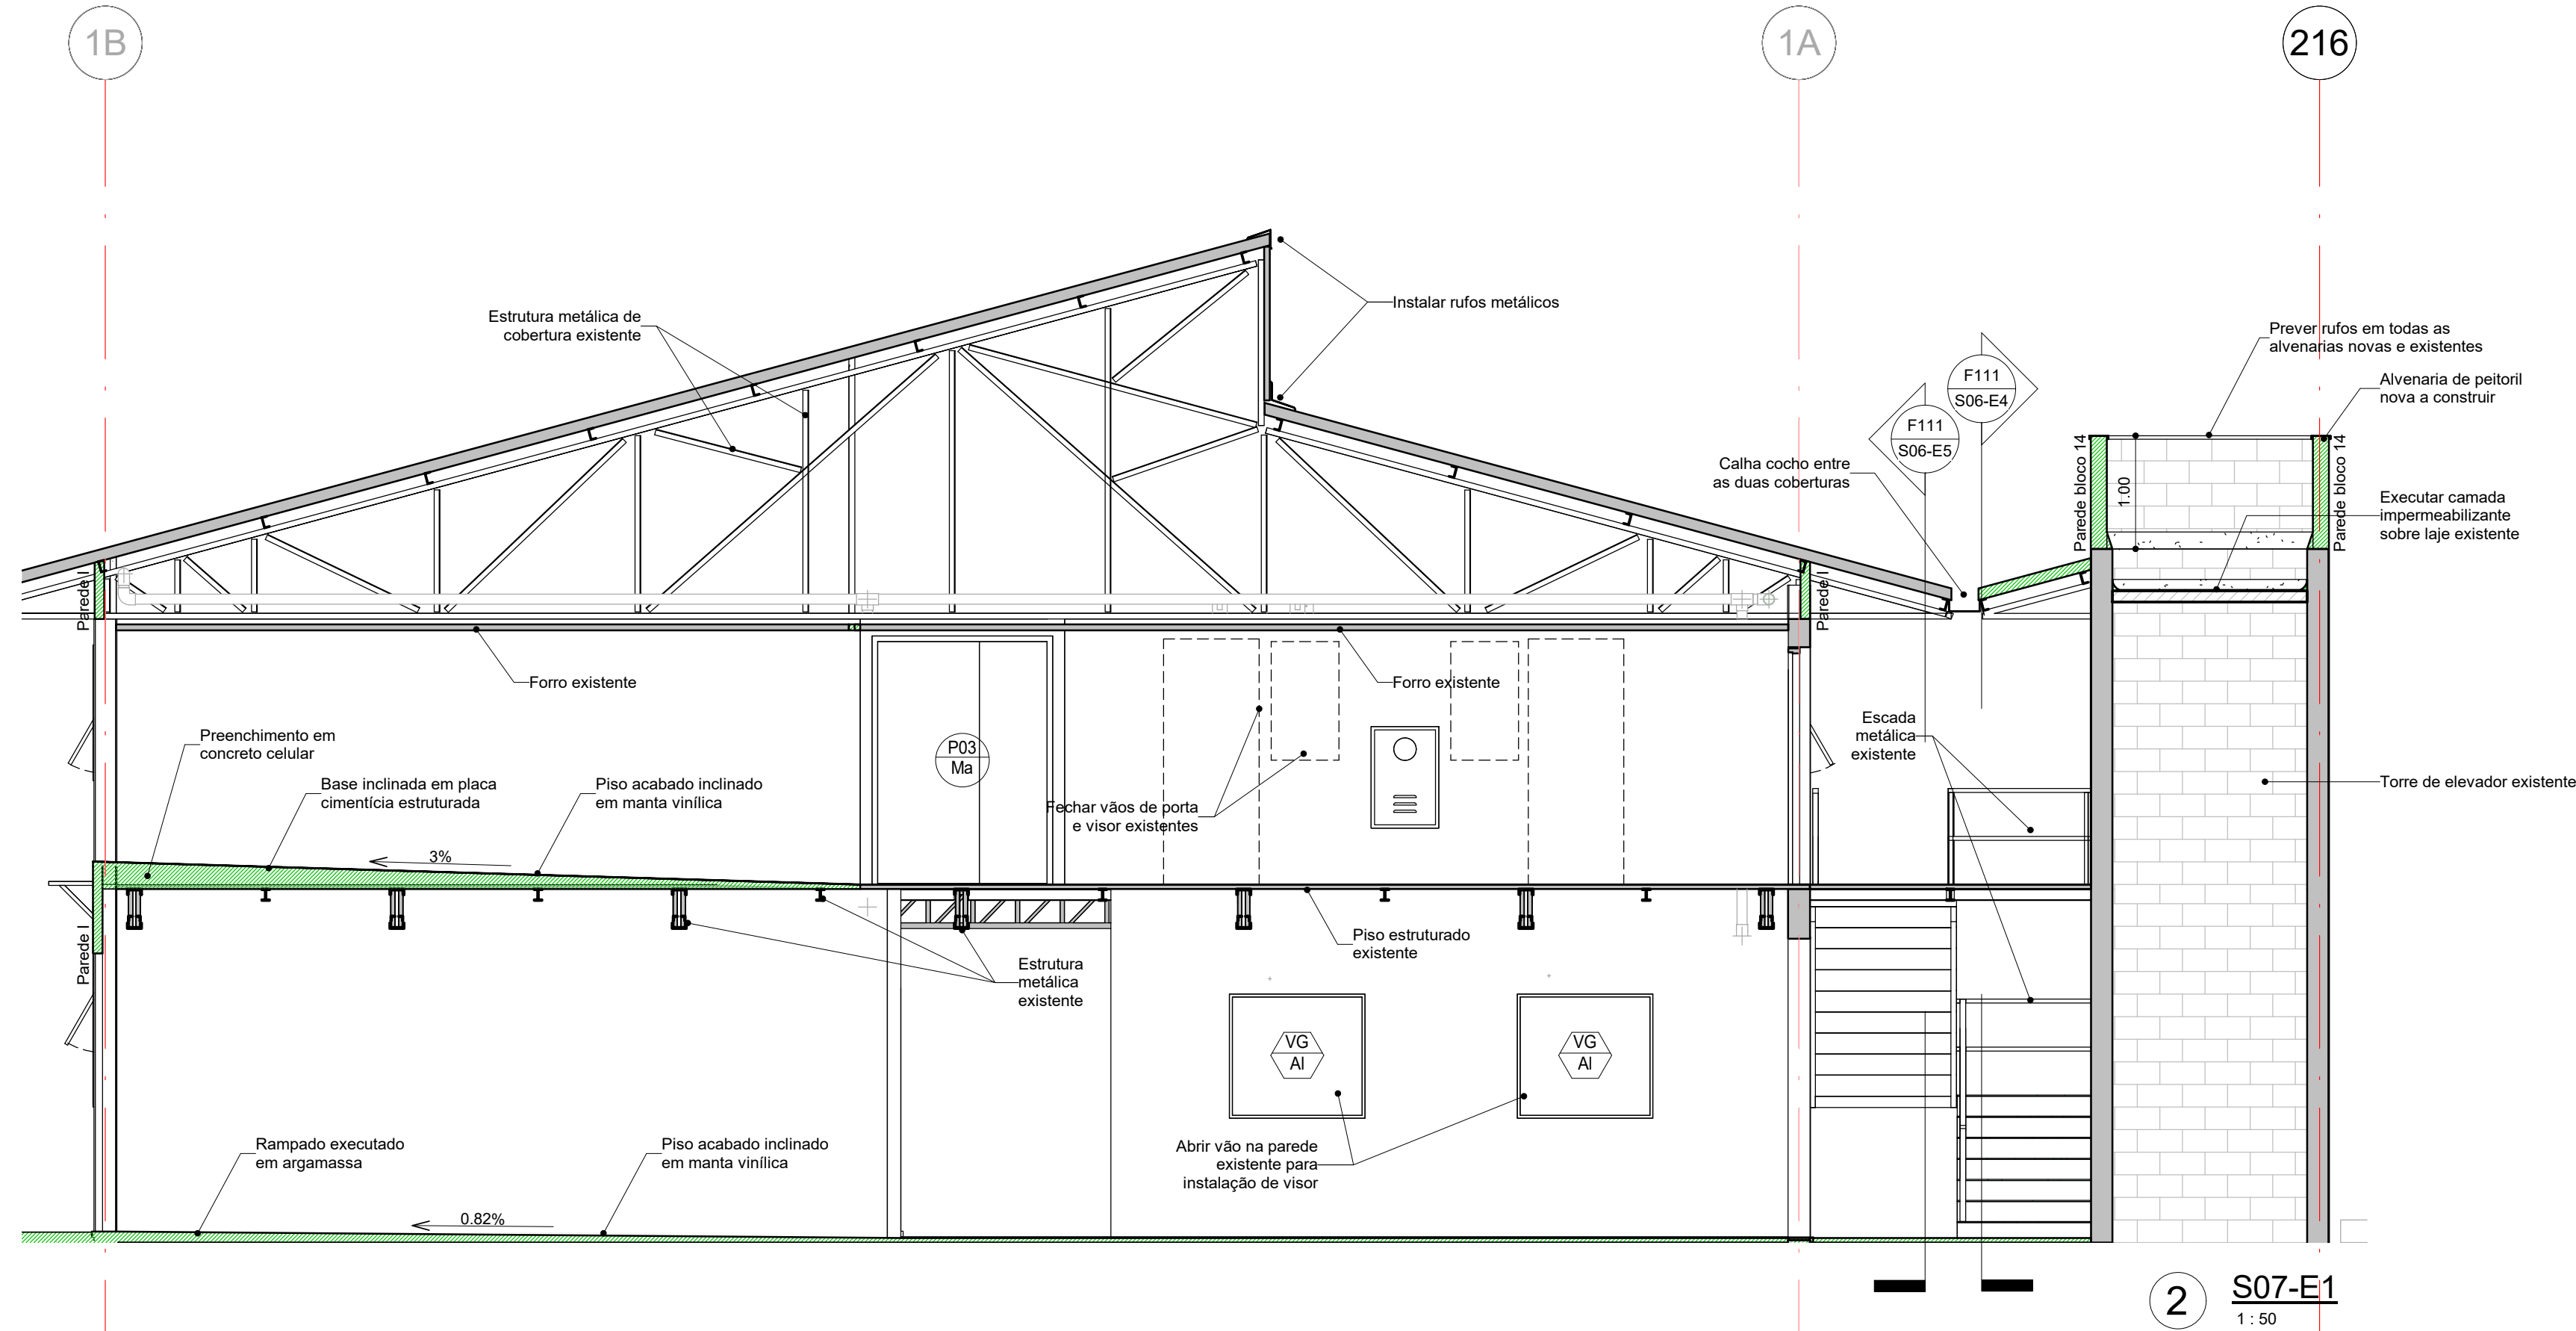 1B
1A
216
Estrutura metálica de
cobertura existente
Instalar rufos metálicos
Prever rufos em todas as
alvenarias novas e existentes
F111
S06-E4
Alvenaria de peitoril
nova a construir
F111
S06-E5
Calha cocho entre
as duas coberturas
Parede bloco 14
1.00
Parede bloco 14
Executar camada
impermeabilizante
sobre laje existente
Parede I
Parede I
Forro existente
Forro existente
Preenchimento em
concreto celular
Base inclinada em placa
cimentícia estruturada
Piso acabado inclinado
em manta vinílica
P03
Ma
Fechar vãos de porta
e visor existentes
Escada
metálica
existente
Torre de elevador existente
3%
Parede I
Estrutura
metálica
existente
Piso estruturado
existente
VG
Al
VG
Al
Rampado executado
em argamassa
Piso acabado inclinado
em manta vinílica
Abrir vão na parede
existente para
instalação de visor
0.82%
2
S07-E1
1 : 50